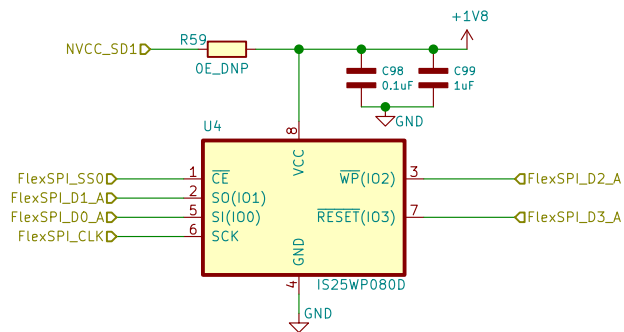 +1V8
NVCC_SD1
R59
0E_DNP
C98
0.1uF
C99
1uF
GND
U4
8
VCC
FlexSPI_SS0 1 CE
WP(IO2) 3 FlexSPI_D2_A
FlexSPI_D1_A 2 SO(IO1)
FlexSPI_D0_A 5 SI(IO0)
RESET(IO3) 7 FlexSPI_D3_A
FlexSPI_CLK 6 SCK
GND
4
IS25WP080D
GND